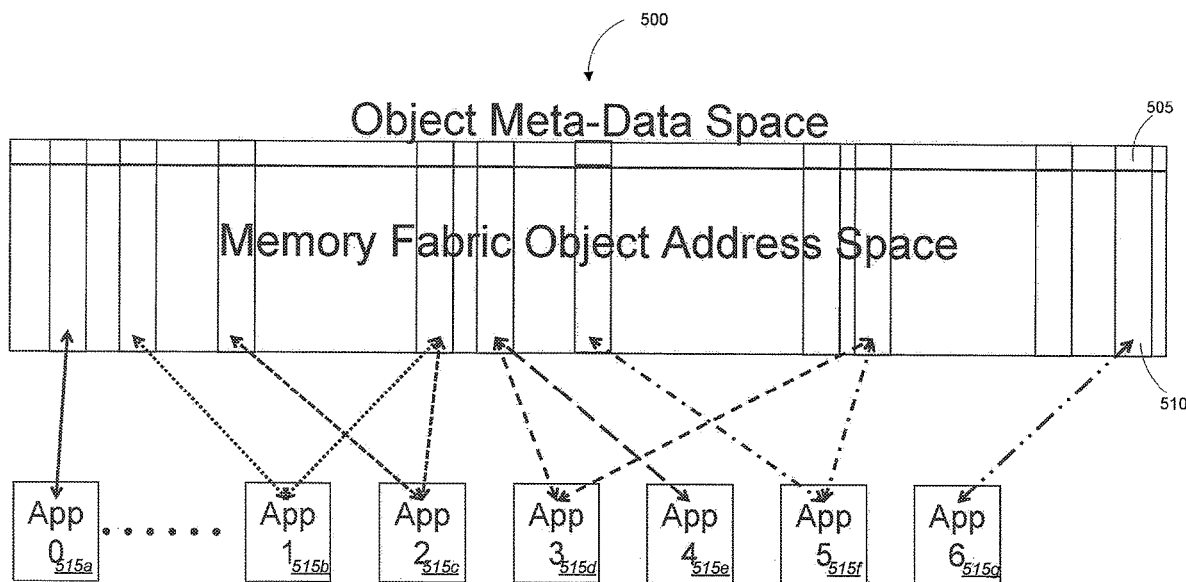 500
Object Meta-Data Space
505
Memory Fabric Object Address Space
510
App
0
515a
App
1
515b
App
2
515c
App
3
515d
App
4
515e
App
5
515f
App
6
515g